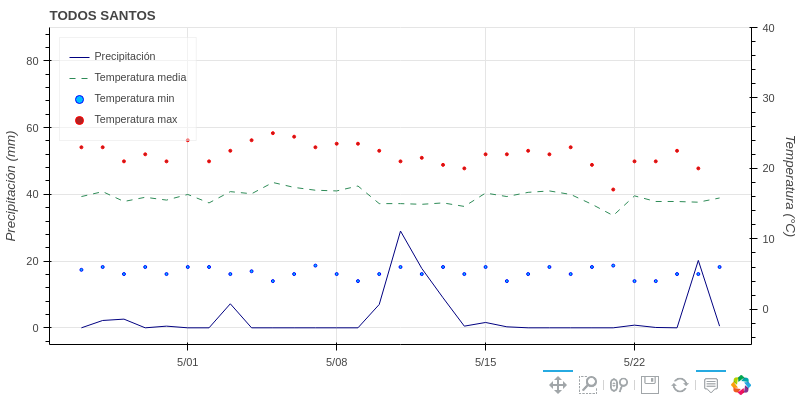 TODOS SANTOS
Precipitación
Temperatura media
Temperatura min
Temperatura max
Precipitación (mm)
80
60
40
20
0
Temperatura (°C)
40
30
20
10
0
5/01
5/08
5/15
5/22